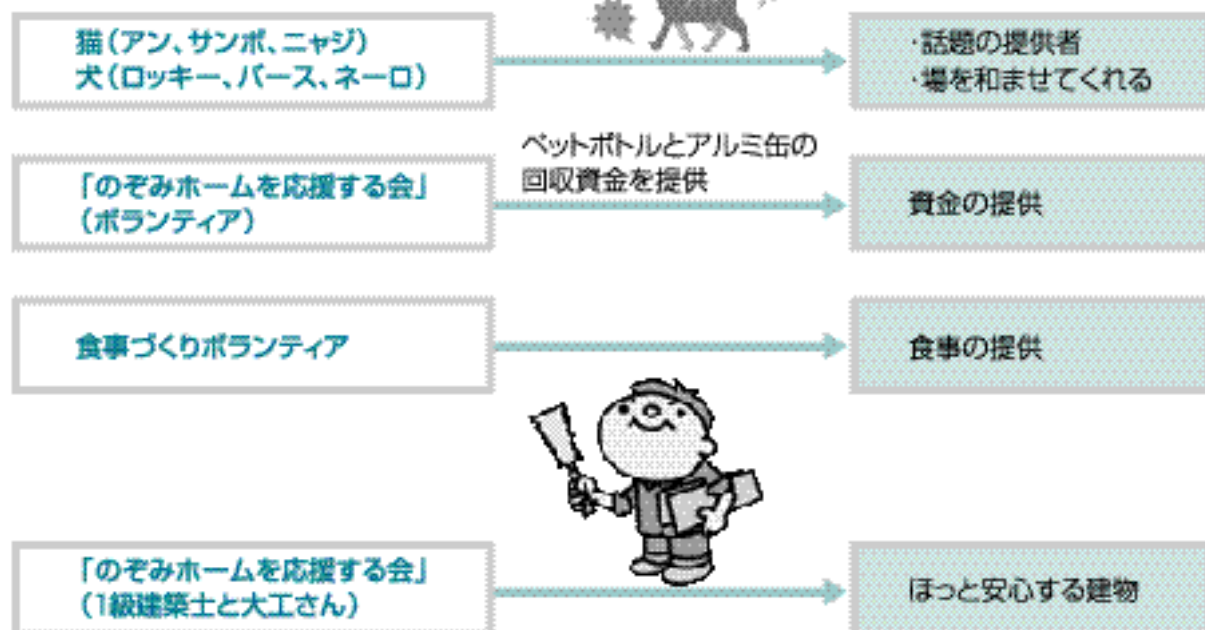 猫(アン、サンポ、ニャジ)
犬(ロッキー、バース、ネーロ)
・話題の提供者
・場を和ませてくれる
ペットボトルとアルミ缶の
回収資金を提供
「のぞみホームを応援する会」
(ボランティア)
資金の提供
食事づくりボランティア
食事の提供
「のぞみホームを応援する会」
(1級建築士と大工さん)
ほっと安心する建物